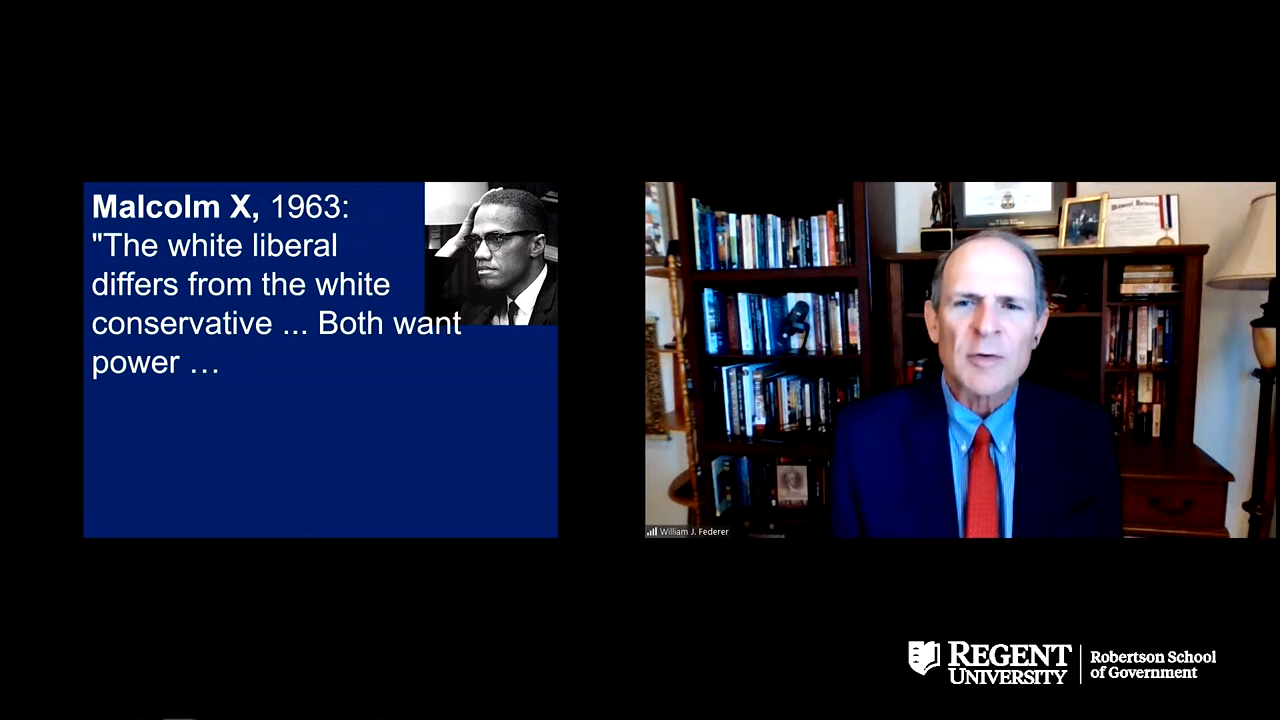 Malcolm X, 1963:
"The white liberal
differs from the white
conservative ... Both want
power …
William J. Federer
REGENT
UNIVERSITY
Robertson School
of Government